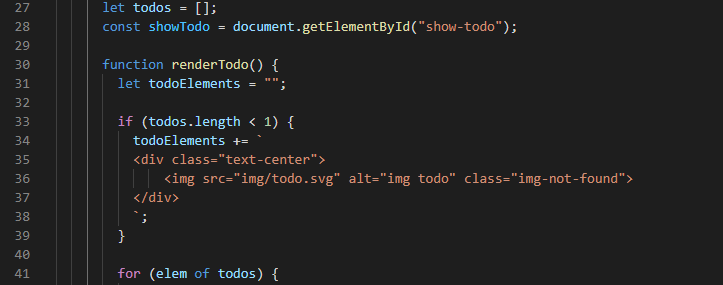 27 let todos = [];
28 const showTodo = document.getElementById("show-todo");
29
30 function renderTodo() {
31 let todoElements = "";
32
33 if (todos.length < 1) {
34 todoElements += `
35 <div class="text-center">
36 <img src="img/todo.svg" alt="img todo" class="img-not-found">
37 </div>
38 `;
39 }
40
41 for (elem of todos) {